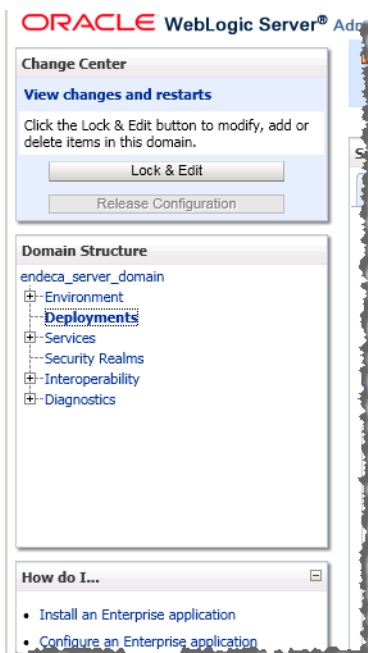 ORACLE WebLogic Server®
Change Center
View changes and restarts
Click the Lock & Edit button to modify, add or
delete items in this domain.
Lock & Edit
Release Configuration
Domain Structure
endeca_server_domain
Environment
Deployments
Services
Security Realms
Interoperability
Diagnostics
How do I...
Install an Enterprise application
Configure an Enterprise application